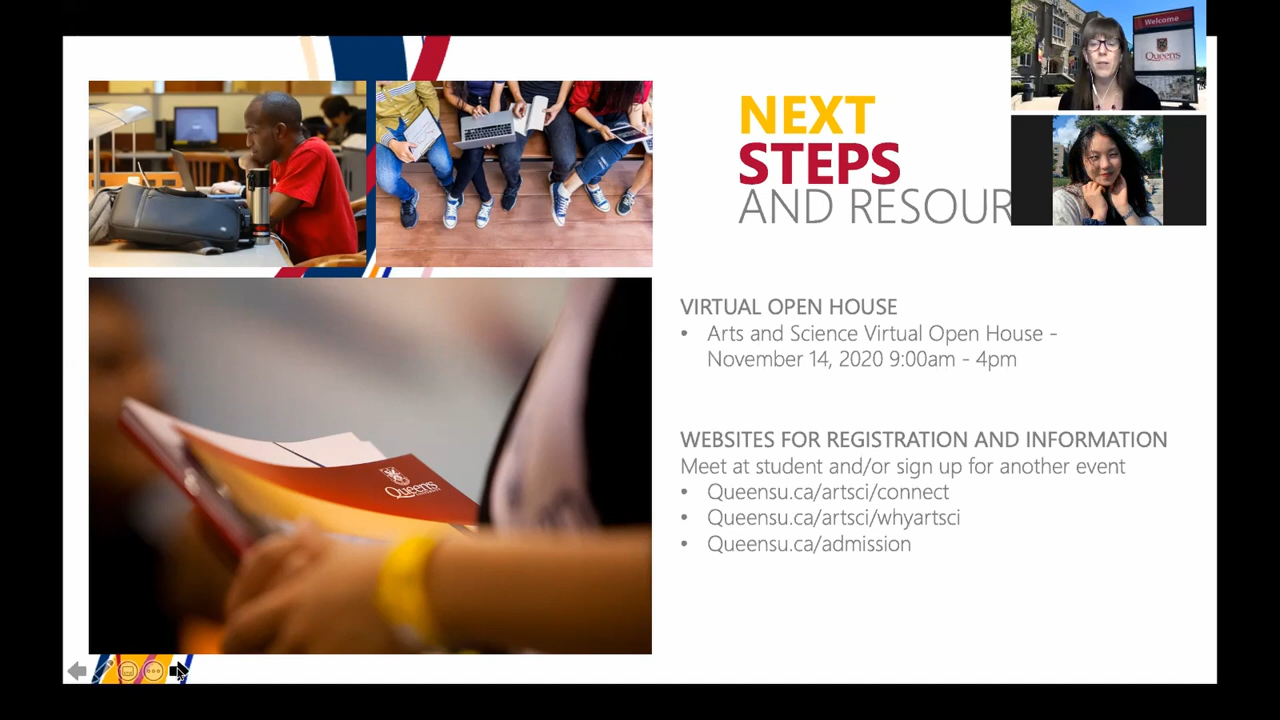 NEXT
STEPS
AND RESOUR
Welcome
Queen's
VIRTUAL OPEN HOUSE
• Arts and Science Virtual Open House -
November 14, 2020 9:00am - 4pm
WEBSITES FOR REGISTRATION AND INFORMATION
Meet at student and/or sign up for another event
• Queensu.ca/artsci/connect
• Queensu.ca/artsci/whyartsci
• Queensu.ca/admission
Queen's